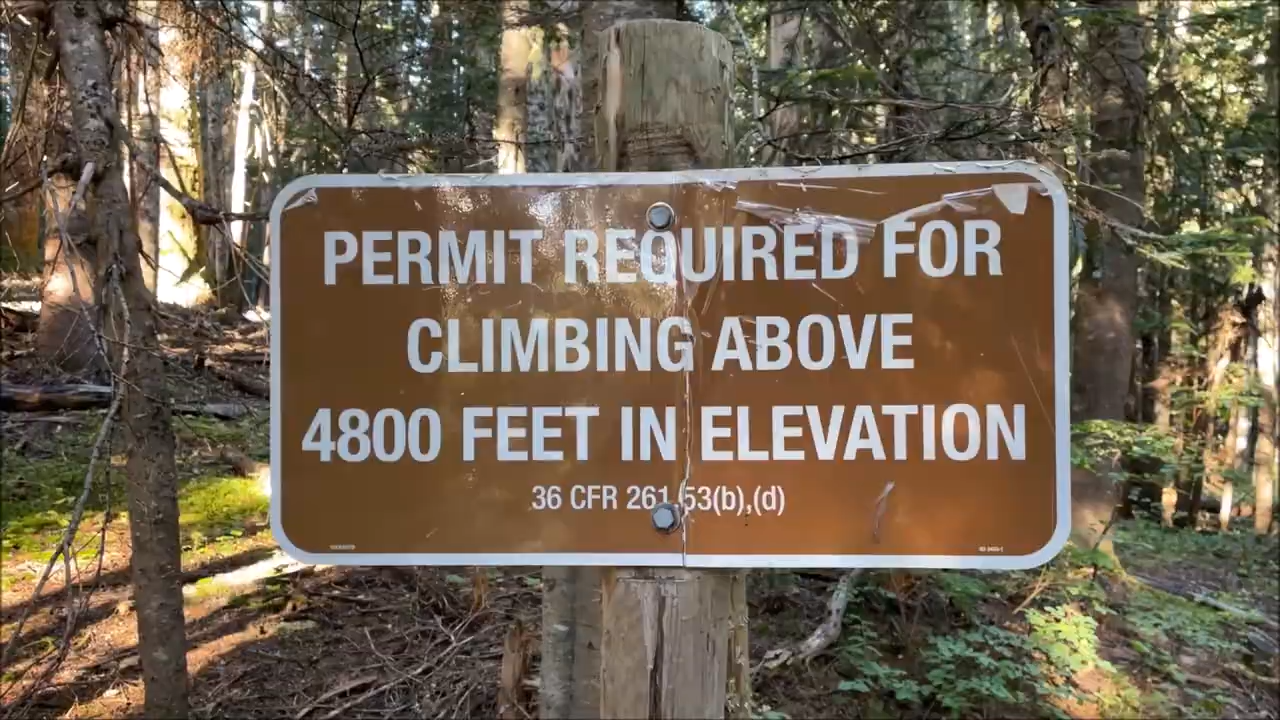 PERMIT REQUIRED FOR
CLIMBING ABOVE
4800 FEET IN ELEVATION
36 CFR 261.53(b),(d)